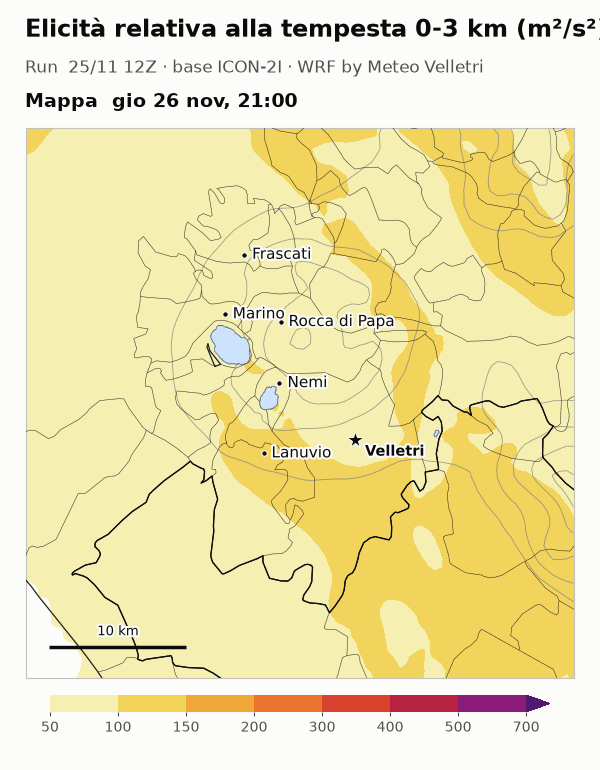 Elicità relativa alla tempesta 0-3 km (m²/s²)
Run  25/11 12Z · base ICON-2I · WRF by Meteo Velletri
Mappa  gio 26 nov, 21:00
Frascati
Marino
Rocca di Papa
Nemi
Velletri
Lanuvio
10 km
50 100 150 200 300 400 500 700